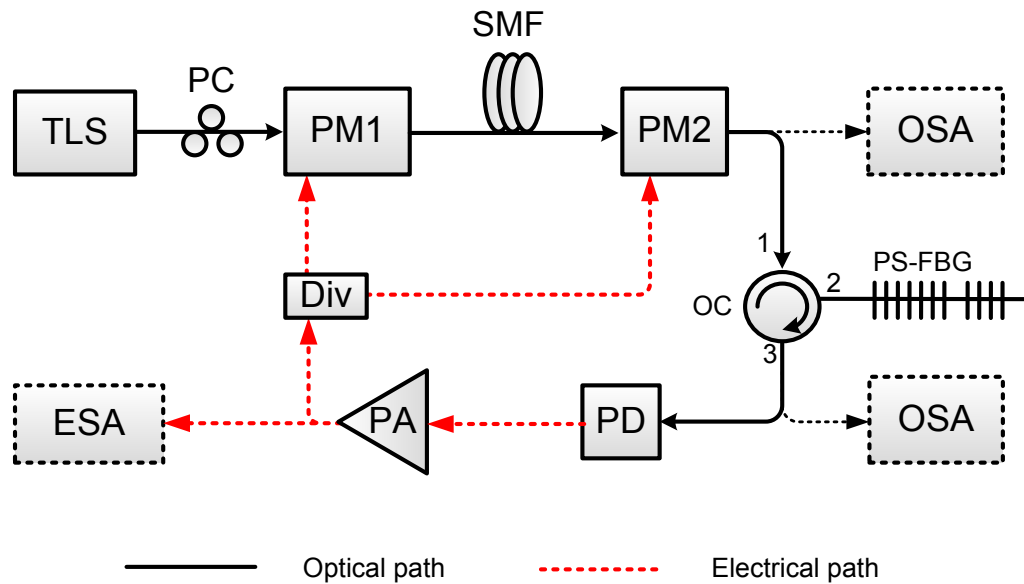 SMF
PC
TLS
PM1
PM2
OSA
1
Div
2
PS-FBG
OC
3
ESA
PA
PD
OSA
Optical path
Electrical path